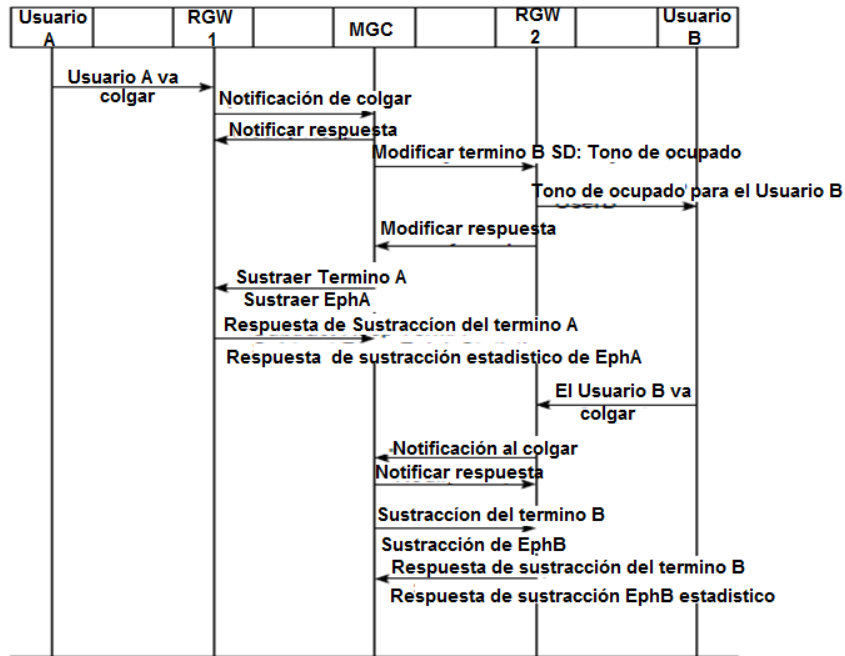 Usuario A
RGW 1
MGC
RGW 2
Usuario B
Usuario A va
colgar
Notificación de colgar
Notificar respuesta
Modificar termino B SD: Tono de ocupado
Tono de ocupado para el Usuario B
Modificar respuesta
Sustraer Termino A
Sustraer EphA
Respuesta de Sustraccíon del termino A
Respuesta de sustracción estadistico de EphA
El Usuario B va
colgar
Notificación al colgar
Notificar respuesta
Sustraccíon del termino B
Sustracción de EphB
Respuesta de sustracción del termino B
Respuesta de sustracción EphB estadistico